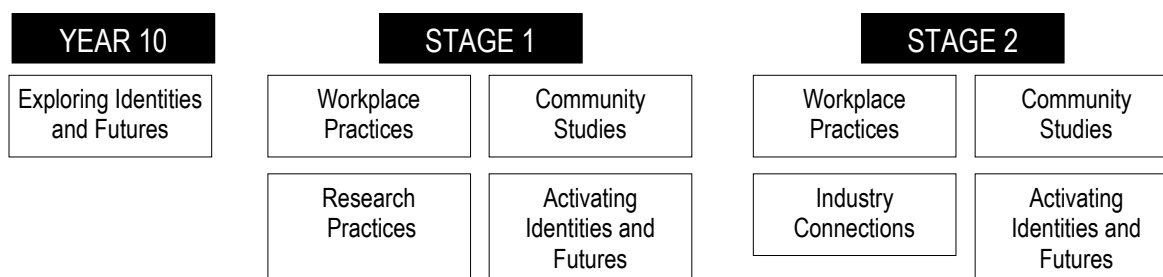 YEAR 10
STAGE 1
STAGE 2
Exploring Identities
and Futures
Workplace
Practices
Community
Studies
Workplace
Practices
Community
Studies
Research
Practices
Activating
Identities and
Futures
Industry
Connections
Activating
Identities and
Futures